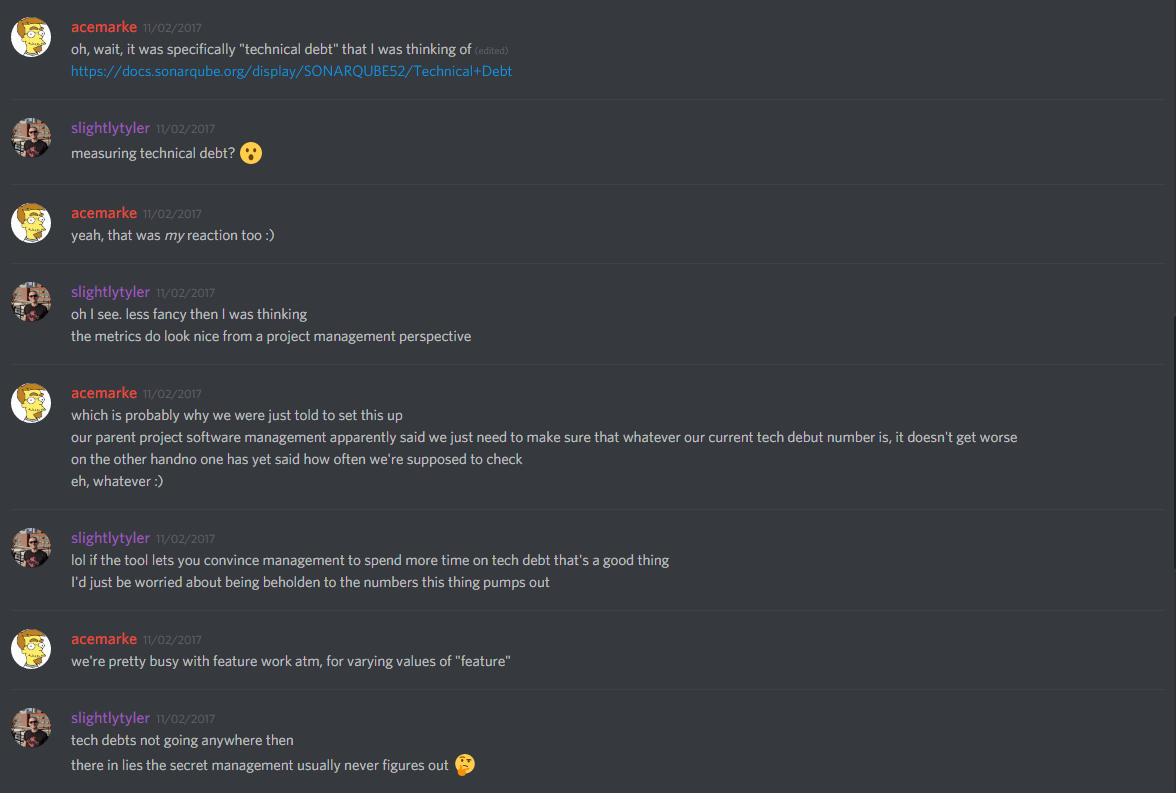 acemarke 11/02/2017
oh, wait, it was specifically "technical debt" that I was thinking of (edited)
https://docs.sonarqube.org/display/SONARQUBE52/Technical+Debt
slightlytyler 11/02/2017
measuring technical debt? 😮
acemarke 11/02/2017
yeah, that was my reaction too :)
slightlytyler 11/02/2017
oh I see. less fancy then I was thinking
the metrics do look nice from a project management perspective
acemarke 11/02/2017
which is probably why we were just told to set this up
our parent project software management apparently said we just need to make sure that whatever our current tech debut number is, it doesn't get worse
on the other handno one has yet said how often we're supposed to check
eh, whatever :)
slightlytyler 11/02/2017
lol if the tool lets you convince management to spend more time on tech debt that's a good thing
I'd just be worried about being beholden to the numbers this thing pumps out
acemarke 11/02/2017
we're pretty busy with feature work atm, for varying values of "feature"
slightlytyler 11/02/2017
tech debts not going anywhere then
there in lies the secret management usually never figures out 🤔